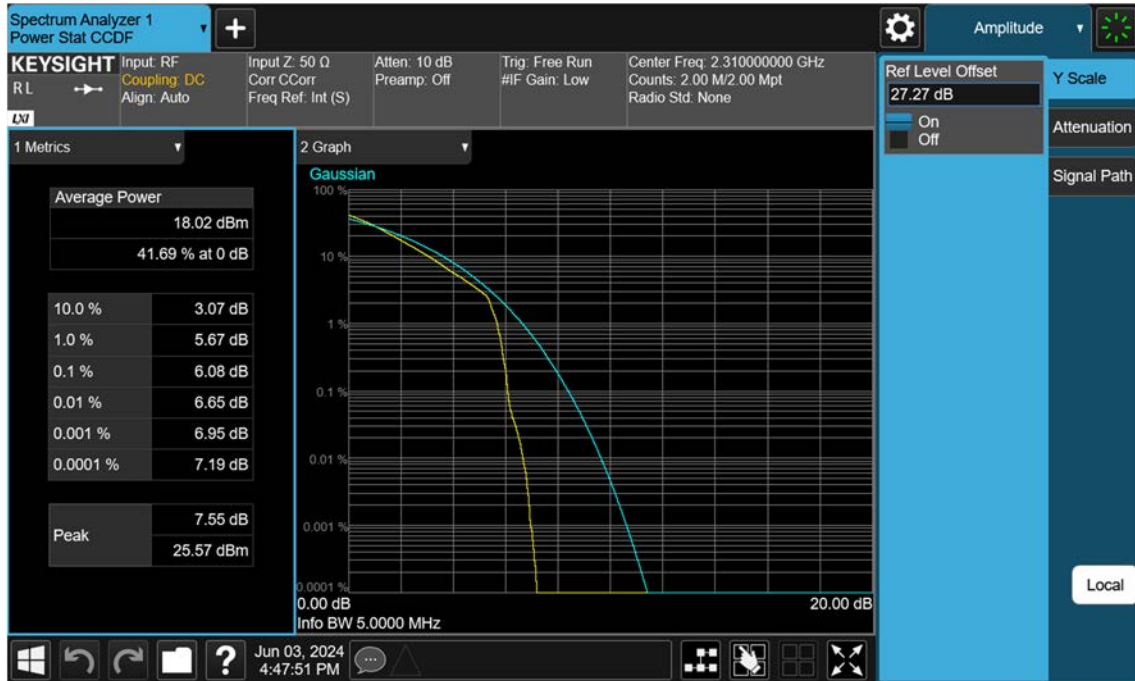 Spectrum Analyzer 1
Power Stat CCDF
Amplitude
KEYSIGHT
R L
LXI
Input: RF
Coupling: DC
Align: Auto
Input Z: 50 Ω
Corr CCorr
Freq Ref: Int (S)
Atten: 10 dB
Preamp: Off
Trig: Free Run
#IF Gain: Low
Center Freq: 2.310000000 GHz
Counts: 2.00 M/2.00 Mpt
Radio Std: None
Ref Level Offset
27.27 dB
On
Off
Y Scale
Attenuation
Signal Path
1 Metrics
Average Power
18.02 dBm
41.69 % at 0 dB
10.0 % 3.07 dB
1.0 % 5.67 dB
0.1 % 6.08 dB
0.01 % 6.65 dB
0.001 % 6.95 dB
0.0001 % 7.19 dB
Peak 7.55 dB
25.57 dBm
2 Graph
Gaussian
100 %
10 %
1 %
0.1 %
0.01 %
0.001 %
0.0001 %
0.00 dB 20.00 dB
Info BW 5.0000 MHz
Local
?
Jun 03, 2024
4:47:51 PM